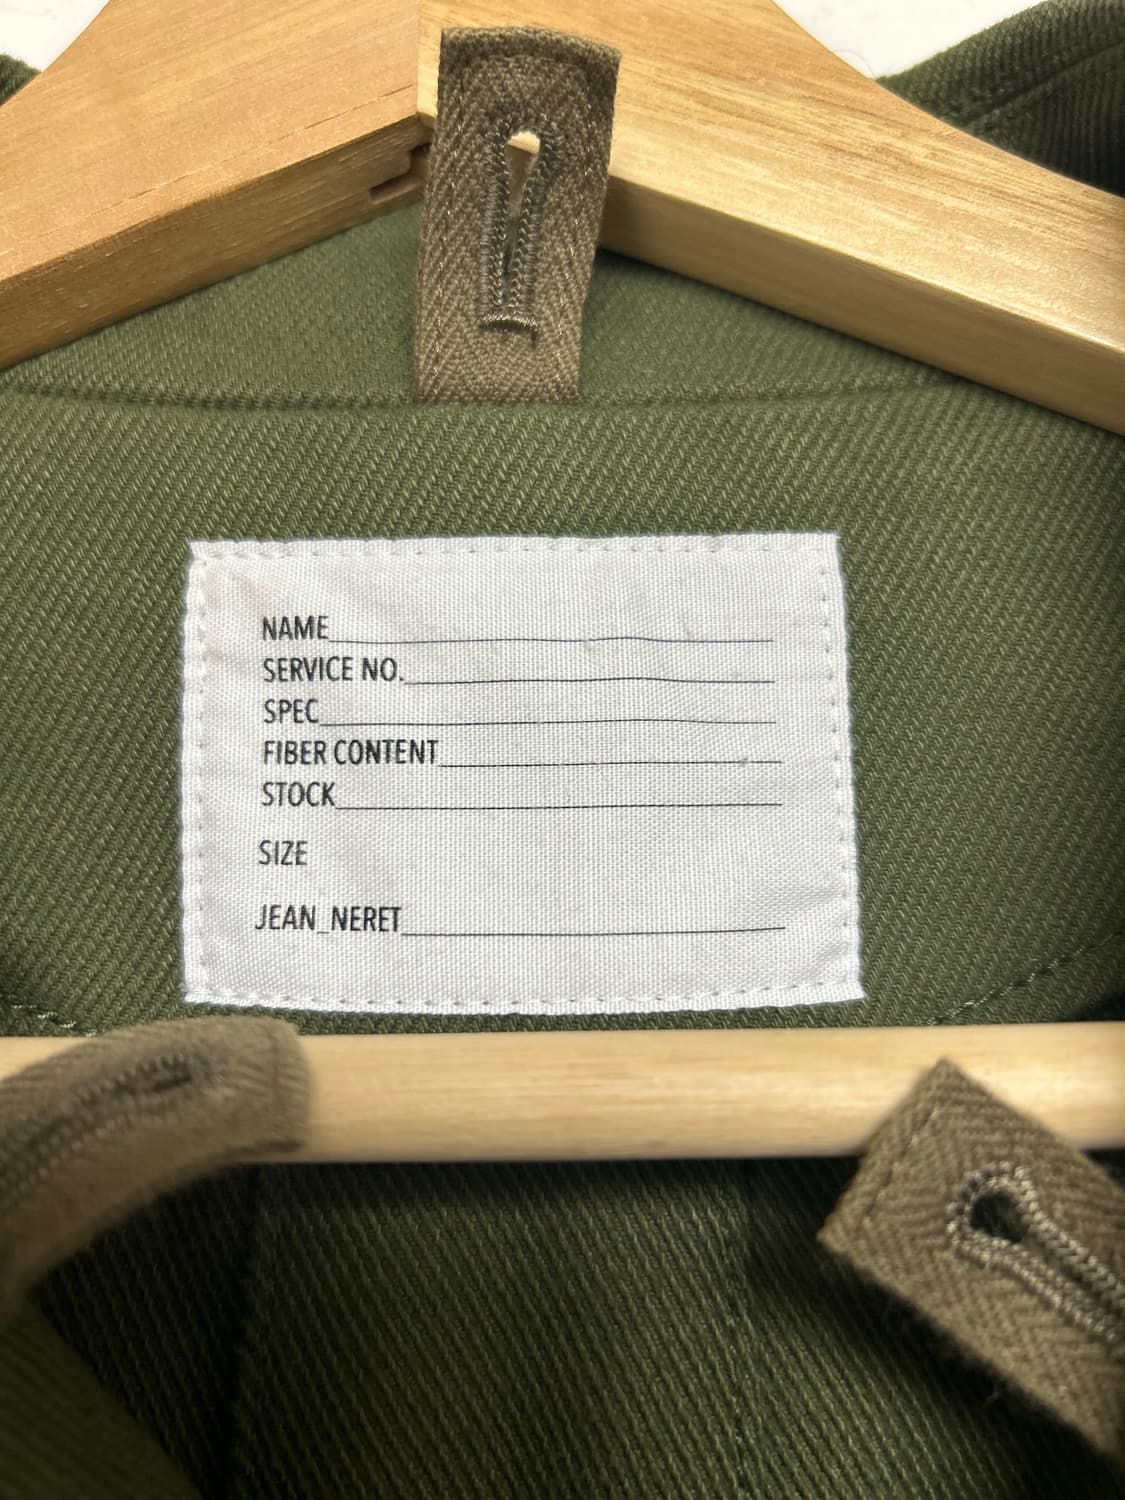 NAME
SERVICE NO.
SPEC
FIBER CONTENT
STOCK
SIZE
JEAN_NERET